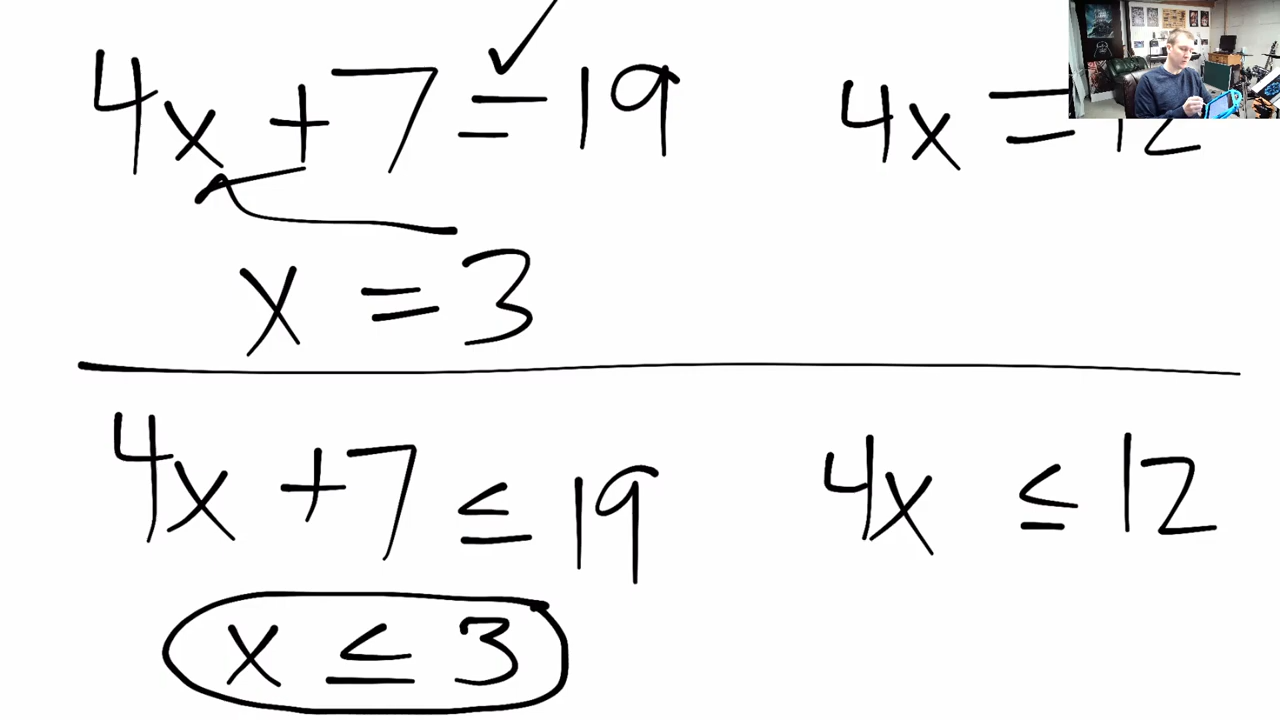 4x + 7 = 19 4x = 12
x = 3
4x + 7 ≤ 19 4x ≤ 12
x ≤ 3